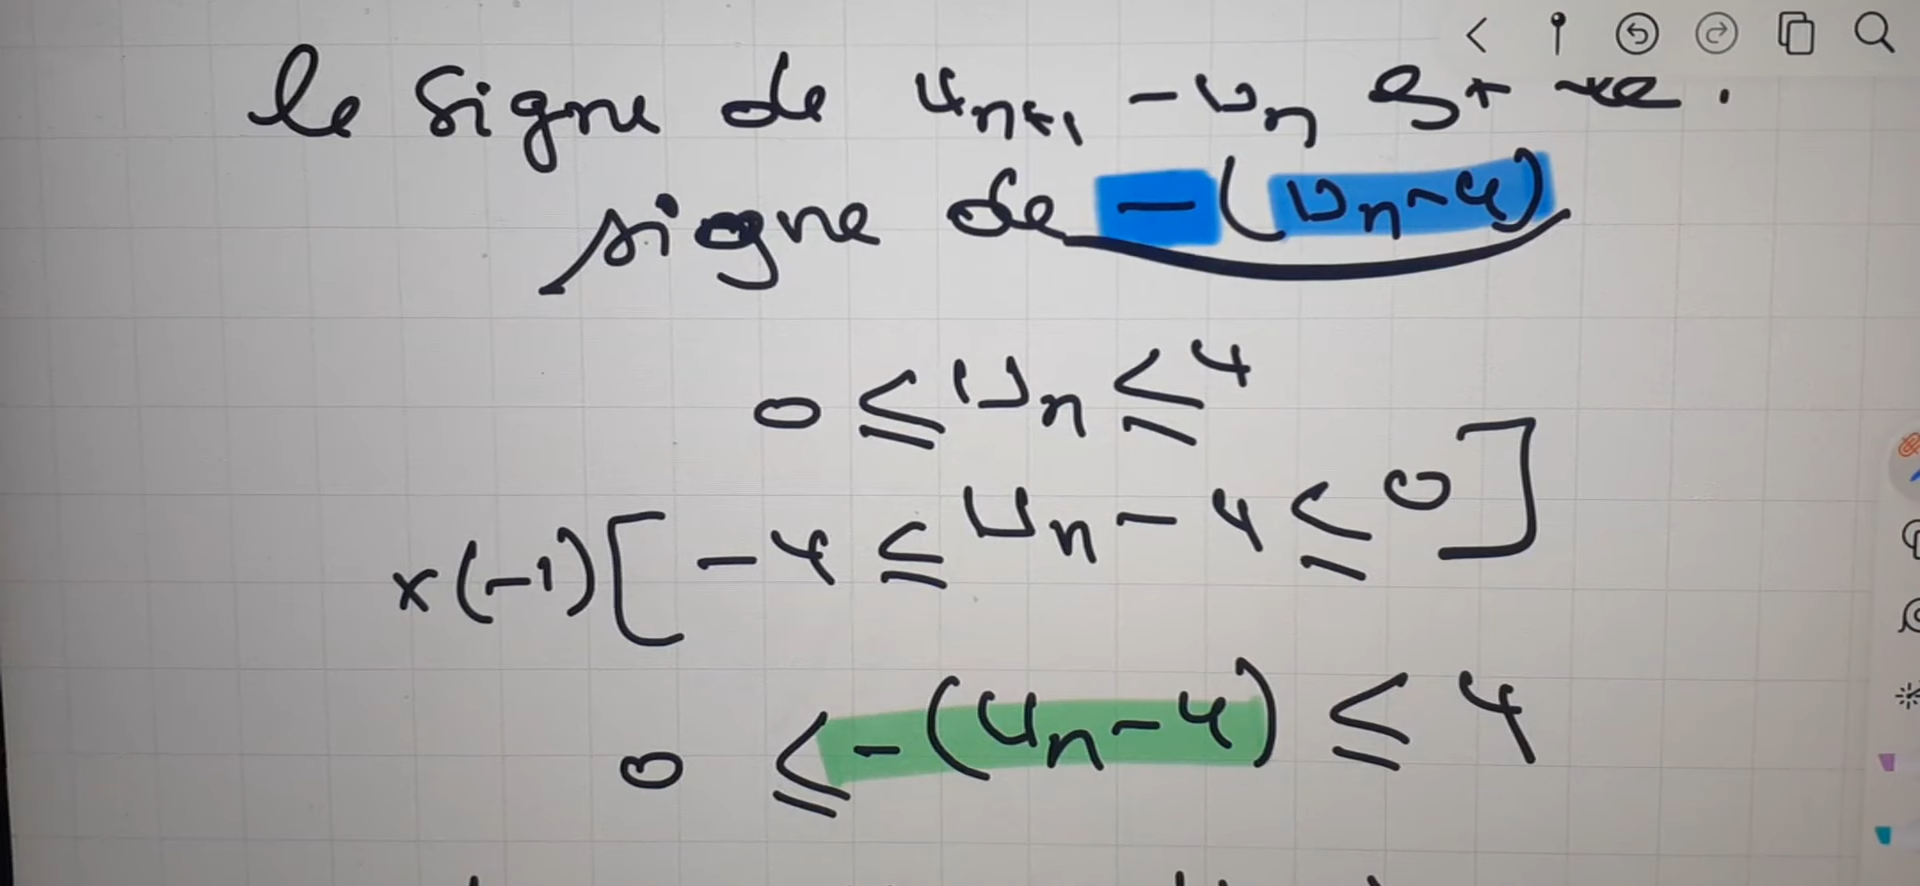 le signe de Un+1 - Un est
signe de -(Un-4)
0 ≤ Un ≤ 4
x(-1)[-4 ≤ Un - 4 ≤ 0]
0 ≤ -(Un-4) ≤ 4